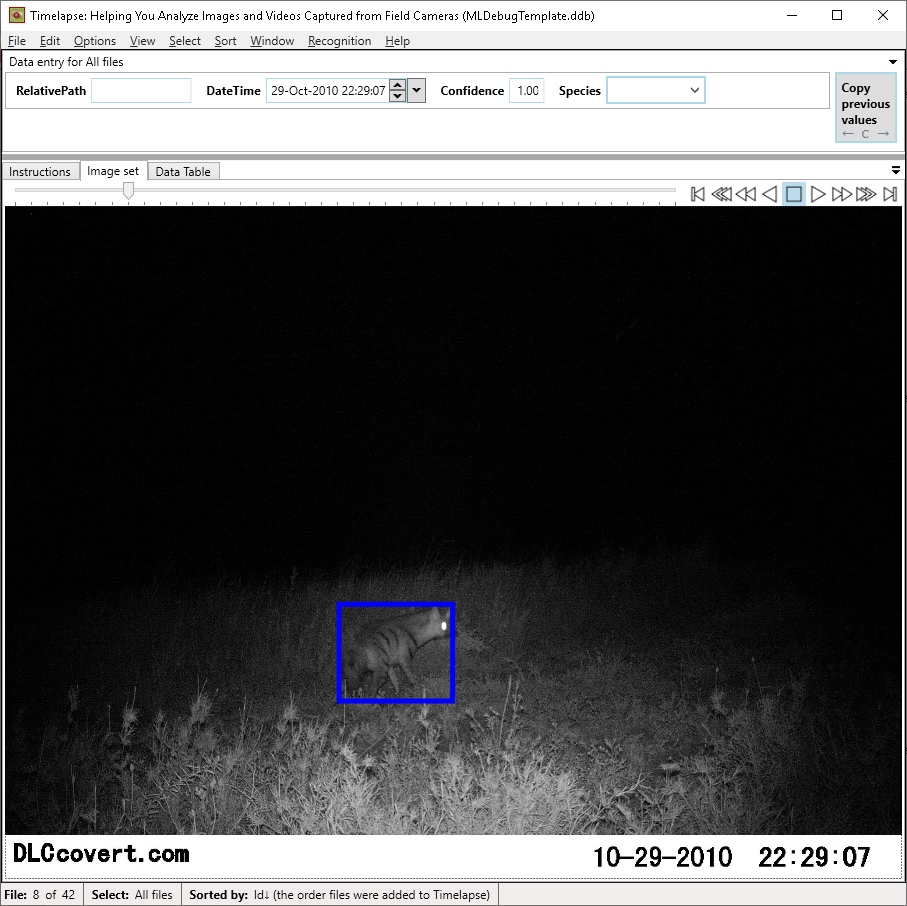 Timelapse: Helping You Analyze Images and Videos Captured from Field Cameras (MLDebugTemplate.ddb)
File Edit Options View Select Sort Window Recognition Help
Data entry for All files
RelativePath DateTime 29-Oct-2010 22:29:07 Confidence 1.00 Species
Copy
previous
values
← C →
Instructions Image set Data Table
DLCcovert.com 10-29-2010 22:29:07
File: 8 of 42 Select: All files Sorted by: Id↓ (the order files were added to Timelapse)